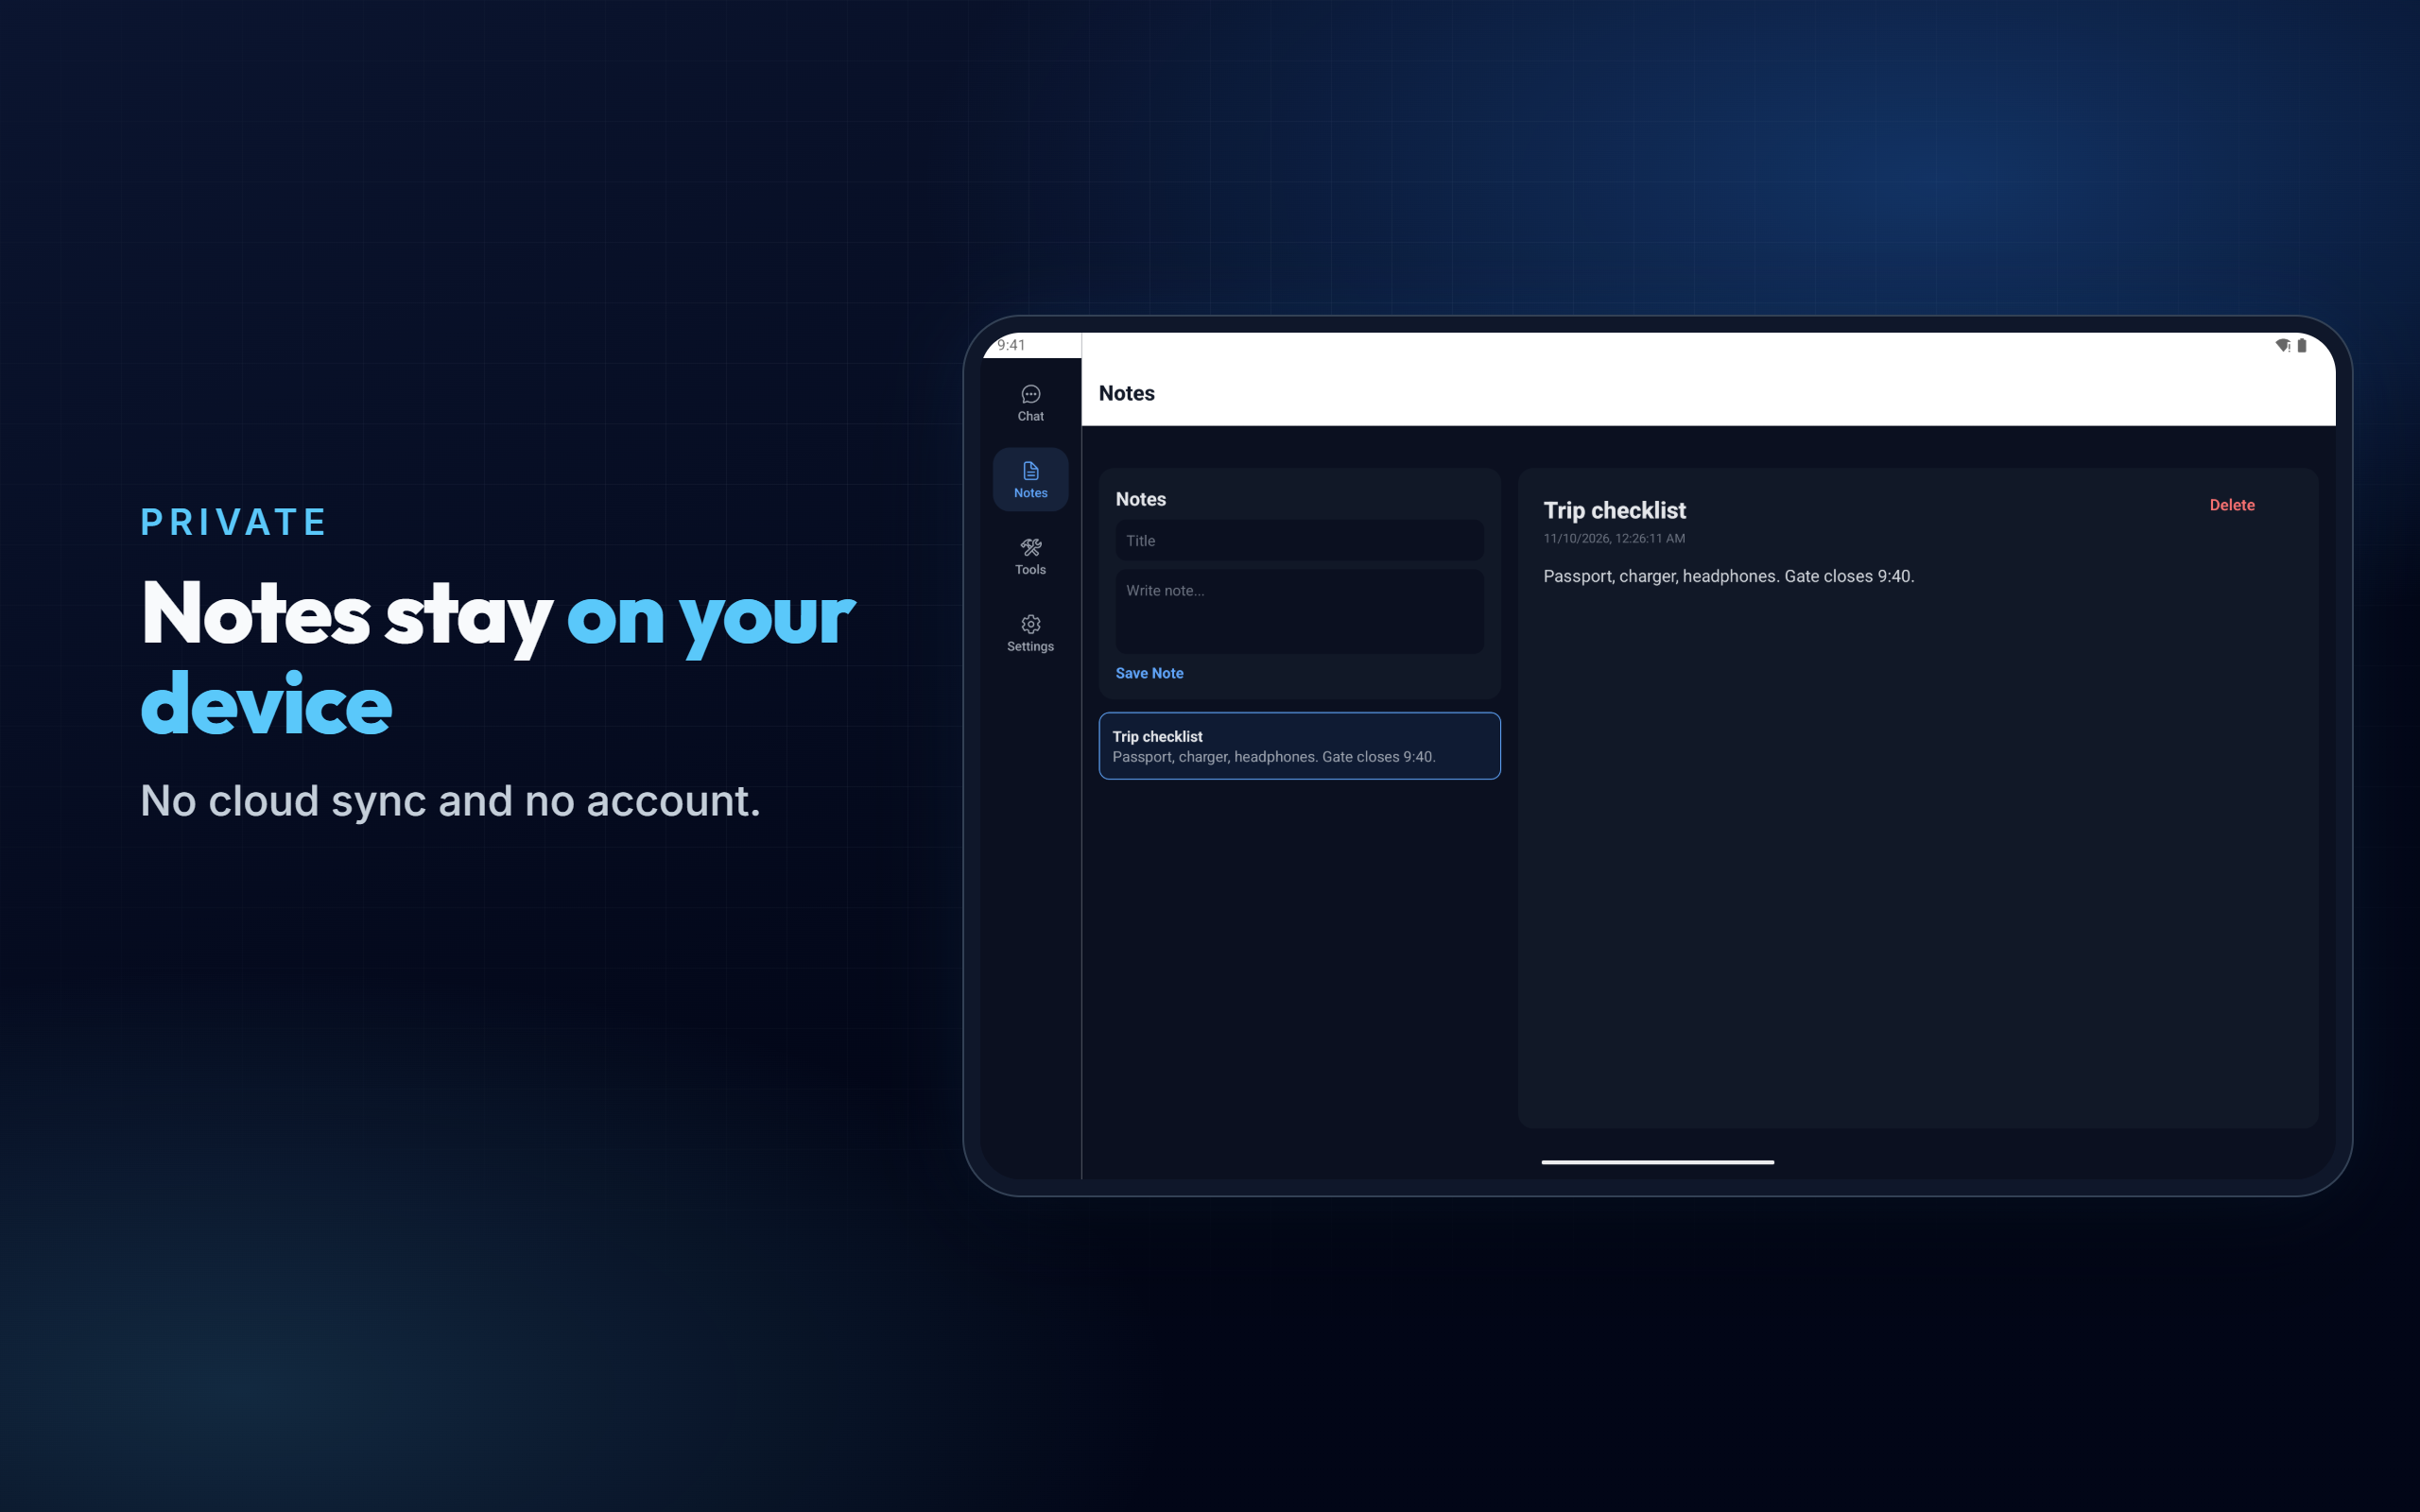 PRIVATE
Notes stay on your
device
No cloud sync and no account.
9:41
Chat
Notes
Tools
Settings
Notes
Notes
Title
Write note...
Save Note
Trip checklist
Passport, charger, headphones. Gate closes 9:40.
Trip checklist
Delete
11/10/2026, 12:26:11 AM
Passport, charger, headphones. Gate closes 9:40.